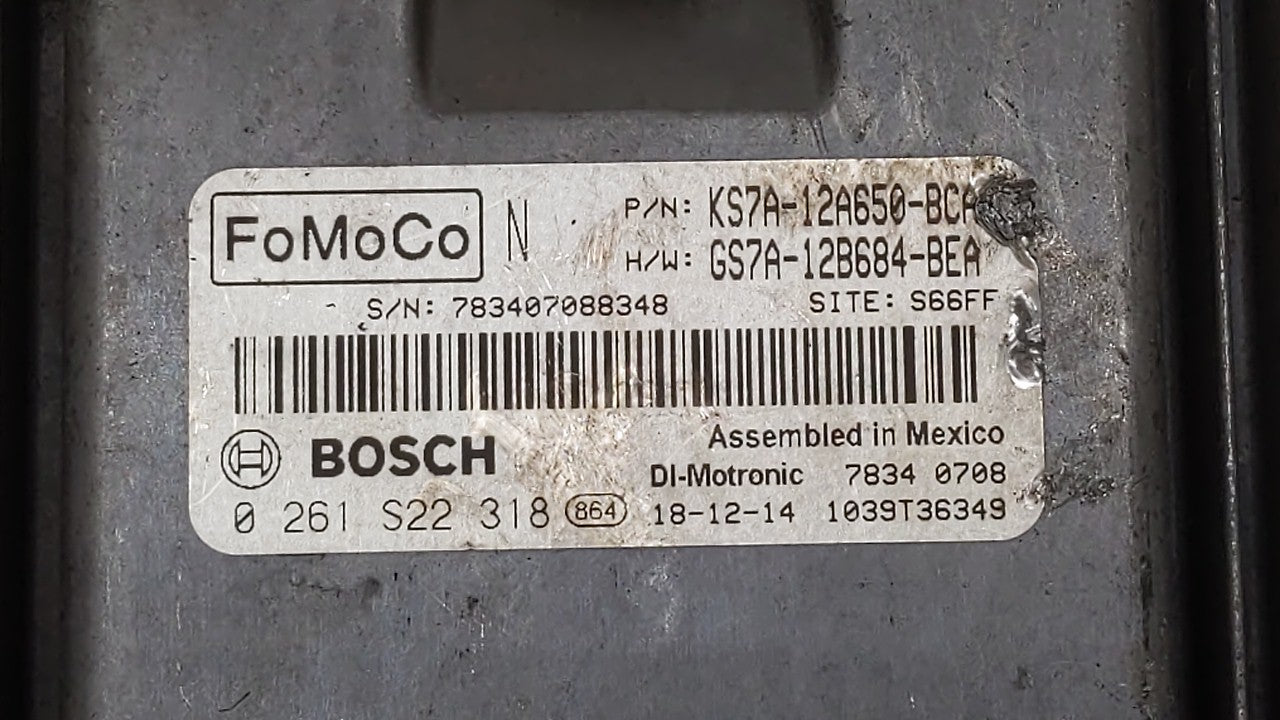 FoMoCo N
P/N: KS7A-12A650-BCA
H/W: GS7A-12B684-BEA
S/N: 783407088348 SITE: S66FF
BOSCH
Assembled in Mexico
DI-Motronic 7834 0708
0 261 S22 318 864 18-12-14 1039T36349